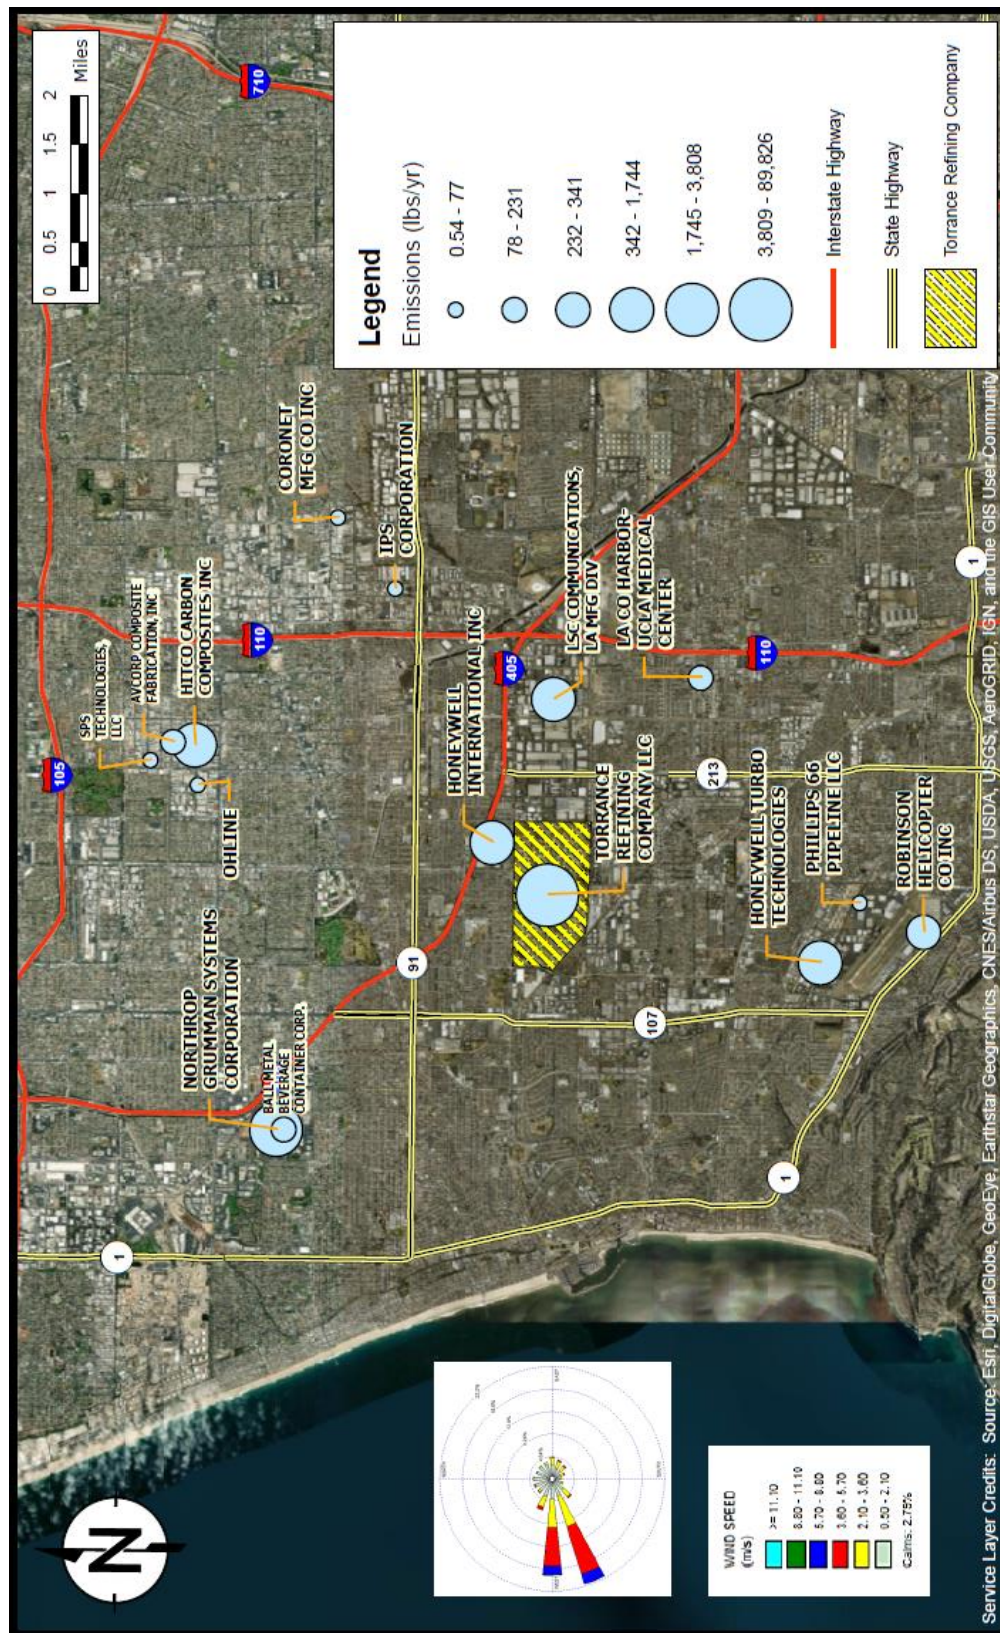 0 0.5 1 1.5 2
Miles
Legend
Emissions (lbs/yr)
0.54 - 77
78 - 231
232 - 341
342 - 1,744
1,745 - 3,808
3,809 - 89,826
Interstate Highway
State Highway
Torrance Refining Company
710
105
110
405
110
91
107
213
1
1
1
SPS
TECHNOLOGIES,
LLC
AVCORP COMPOSITE
FABRICATION, INC
HITCO CARBON
COMPOSITES INC
OHLINE
CORONET
MFG CO INC
IPS
CORPORATION
NORTHROP
GRUMMAN SYSTEMS
CORPORATION
BALL METAL
BEVERAGE
CONTAINER CORP.
HONEYWELL
INTERNATIONAL INC
LSC COMMUNICATIONS,
LA MFG DIV
LA CO HARBOR-
UCLA MEDICAL
CENTER
TORRANCE
REFINING
COMPANY LLC
HONEYWELL TURBO
TECHNOLOGIES
PHILLIPS 66
PIPELINE LLC
ROBINSON
HELICOPTER
CO INC
N
WIND SPEED
(m/s)
>= 11.10
8.80 - 11.10
5.70 - 8.80
3.60 - 5.70
2.10 - 3.60
0.50 - 2.10
Calms: 2.75%
Service Layer Credits: Source: Esri, DigitalGlobe, GeoEye, Earthstar Geographics, CNES/Airbus DS, USDA, USGS, AeroGRID, IGN, and the GIS User Community